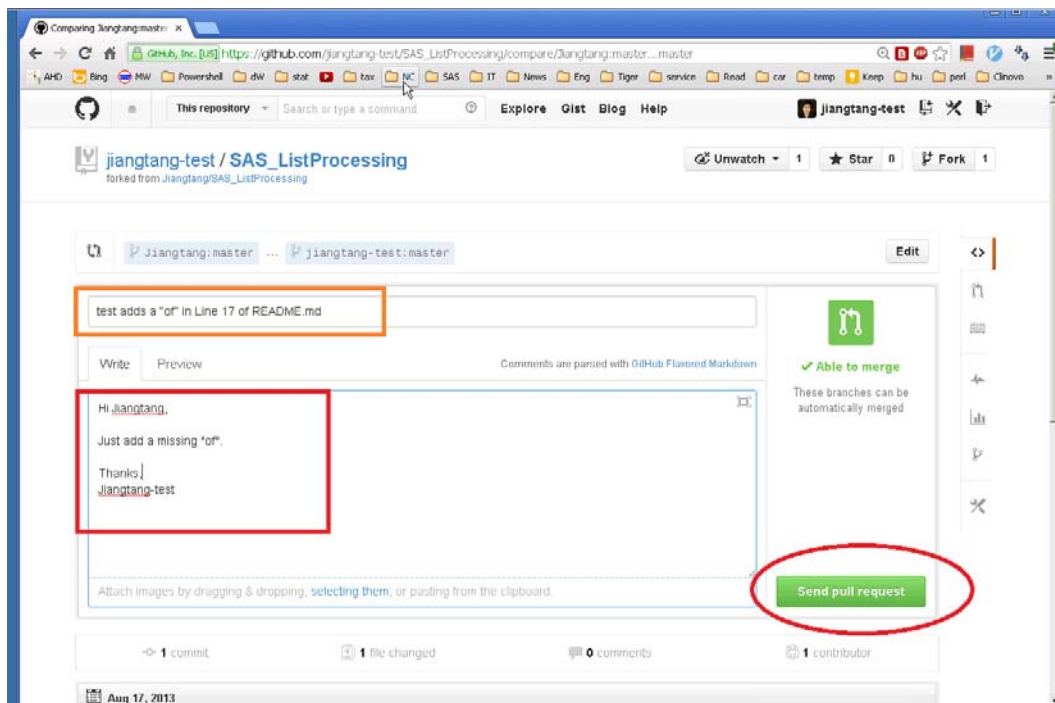 Comparing Jiangtang:master
GitHub, Inc. [US] https://github.com/jiangtang-test/SAS_ListProcessing/compare/Jiangtang:master...master
AHD Bing MW Powershell dW stat tax NC SAS IT News Eng Tiger service Read car temp Keep hu perl Clinovo »
This repository Search or type a command Explore Gist Blog Help jiangtang-test
jiangtang-test / SAS_ListProcessing
forked from Jiangtang/SAS_ListProcessing
Unwatch 1 Star 0 Fork 1
Jiangtang:master ... jiangtang-test:master Edit
test adds a "of" in Line 17 of README.md
Write Preview Comments are parsed with GitHub Flavored Markdown
Able to merge
These branches can be
automatically merged
Hi Jiangtang,
Just add a missing "of".
Thanks,
Jiangtang-test
Attach images by dragging & dropping, selecting them, or pasting from the clipboard.
Send pull request
1 commit 1 file changed 0 comments 1 contributor
Aug 17, 2013